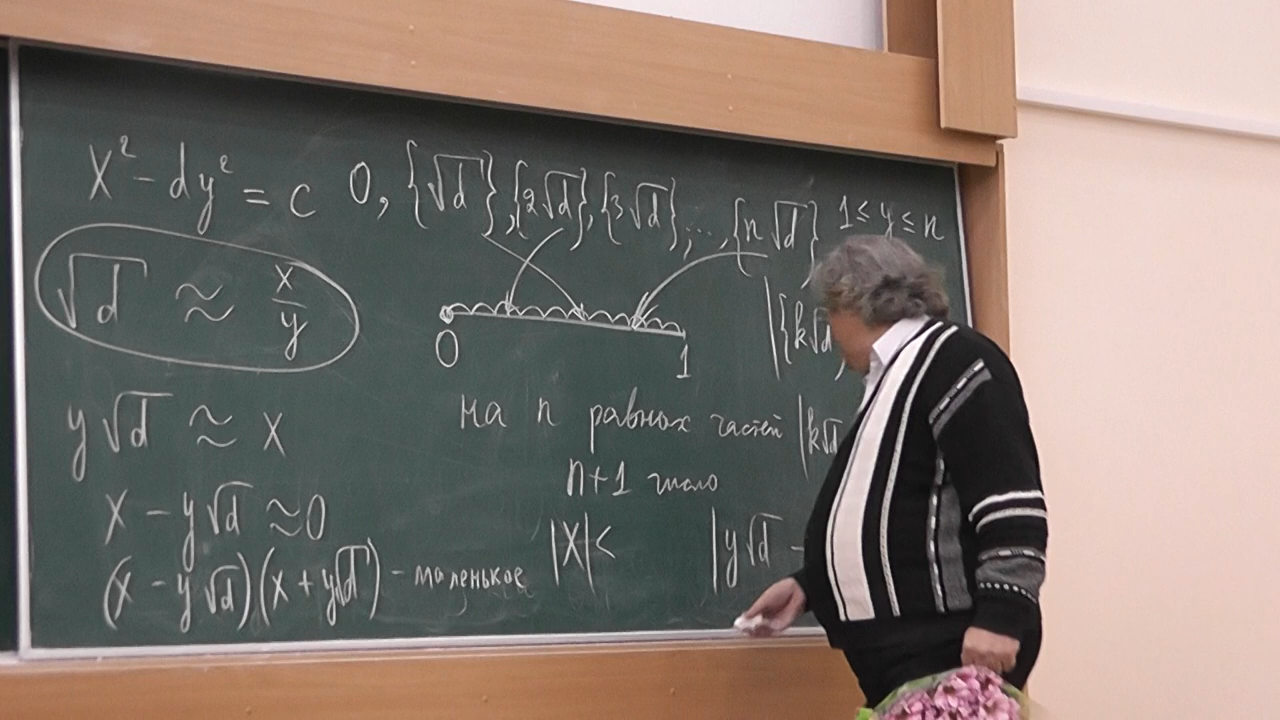 x² - dy² = c
√d ≈ x/y
y√d ≈ x
x - y√d ≈ 0
(x - y√d)(x + y√d) - маленькое
0, {√d}, {2√d}, {3√d}, ..., {n√d} 1 ≤ y ≤ n
0 1
|{k√d
на n равных частей |k√d
n+1 число
|x| < |y√d -